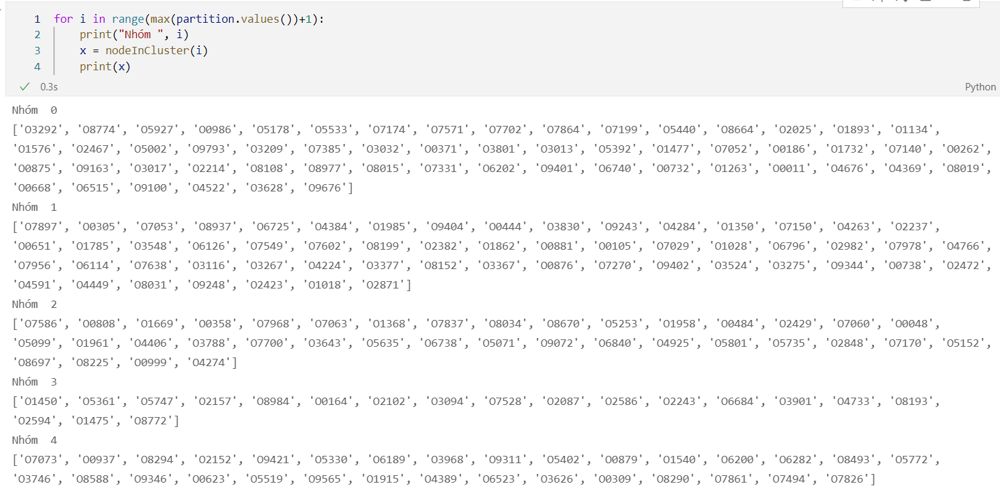 1 for i in range(max(partition.values())+1):
2 print("Nhóm ", i)
3 x = nodeInCluster(i)
4 print(x)
0.3s
Python
Nhóm  0
['O3292', 'O8774', 'O5927', 'O0986', 'O5178', 'O5533', 'O7174', 'O7571', 'O7702', 'O7864', 'O7199', 'O5440', 'O8664', 'O2025', 'O1893', 'O1134',
'O1576', 'O2467', 'O5002', 'O9793', 'O3209', 'O7385', 'O3032', 'O0371', 'O3801', 'O3013', 'O5392', 'O1477', 'O7052', 'O0186', 'O1732', 'O7140', 'O0262',
'O0875', 'O9163', 'O3017', 'O2214', 'O8108', 'O8977', 'O8015', 'O7331', 'O6202', 'O9401', 'O6740', 'O0732', 'O1263', 'O0011', 'O4676', 'O4369', 'O8019',
'O0668', 'O6515', 'O9100', 'O4522', 'O3628', 'O9676']
Nhóm  1
['O7897', 'O0305', 'O7053', 'O8937', 'O6725', 'O4384', 'O1985', 'O9404', 'O0444', 'O3830', 'O9243', 'O4284', 'O1350', 'O7150', 'O4263', 'O2237',
'O0651', 'O1785', 'O3548', 'O6126', 'O7549', 'O7602', 'O8199', 'O2382', 'O1862', 'O0881', 'O0105', 'O7029', 'O1028', 'O6796', 'O2982', 'O7978', 'O4766',
'O7956', 'O6114', 'O7638', 'O3116', 'O3267', 'O4224', 'O3377', 'O8152', 'O3367', 'O0876', 'O7270', 'O9402', 'O3524', 'O3275', 'O9344', 'O0738', 'O2472',
'O4591', 'O4449', 'O8031', 'O9248', 'O2423', 'O1018', 'O2871']
Nhóm  2
['O7586', 'O0808', 'O1669', 'O0358', 'O7968', 'O7063', 'O1368', 'O7837', 'O8034', 'O8670', 'O5253', 'O1958', 'O0484', 'O2429', 'O7060', 'O0048',
'O5099', 'O1961', 'O4406', 'O3788', 'O7700', 'O3643', 'O5635', 'O6738', 'O5071', 'O9072', 'O6840', 'O4925', 'O5801', 'O5735', 'O2848', 'O7170', 'O5152',
'O8697', 'O8225', 'O0999', 'O4274']
Nhóm  3
['O1450', 'O5361', 'O5747', 'O2157', 'O8984', 'O0164', 'O2102', 'O3094', 'O7528', 'O2087', 'O2586', 'O2243', 'O6684', 'O3901', 'O4733', 'O8193',
'O2594', 'O1475', 'O8772']
Nhóm  4
['O7073', 'O0937', 'O8294', 'O2152', 'O9421', 'O5330', 'O6189', 'O3968', 'O9311', 'O5402', 'O0879', 'O1540', 'O6200', 'O6282', 'O8493', 'O5772',
'O3746', 'O8588', 'O9346', 'O0623', 'O5519', 'O9565', 'O1915', 'O4389', 'O6523', 'O3626', 'O0309', 'O8290', 'O7861', 'O7494', 'O7826']